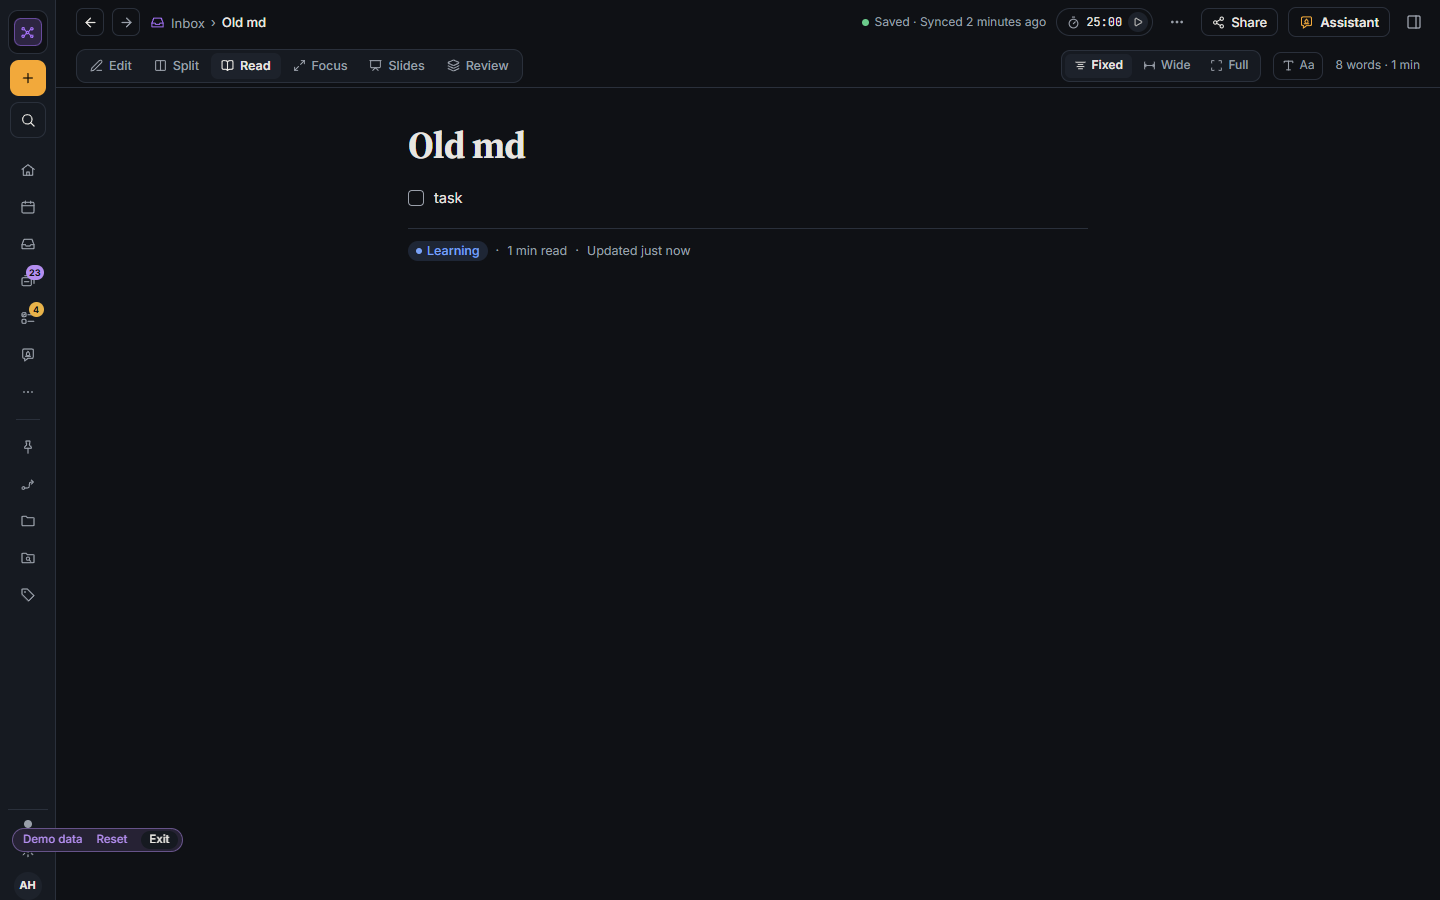 Inbox › Old md
Saved · Synced 2 minutes ago
25:00
Share
Assistant
Edit
Split
Read
Focus
Slides
Review
Fixed
Wide
Full
Aa
8 words · 1 min
Old md
task
Learning · 1 min read · Updated just now
23
4
Demo data
Reset
Exit
AH